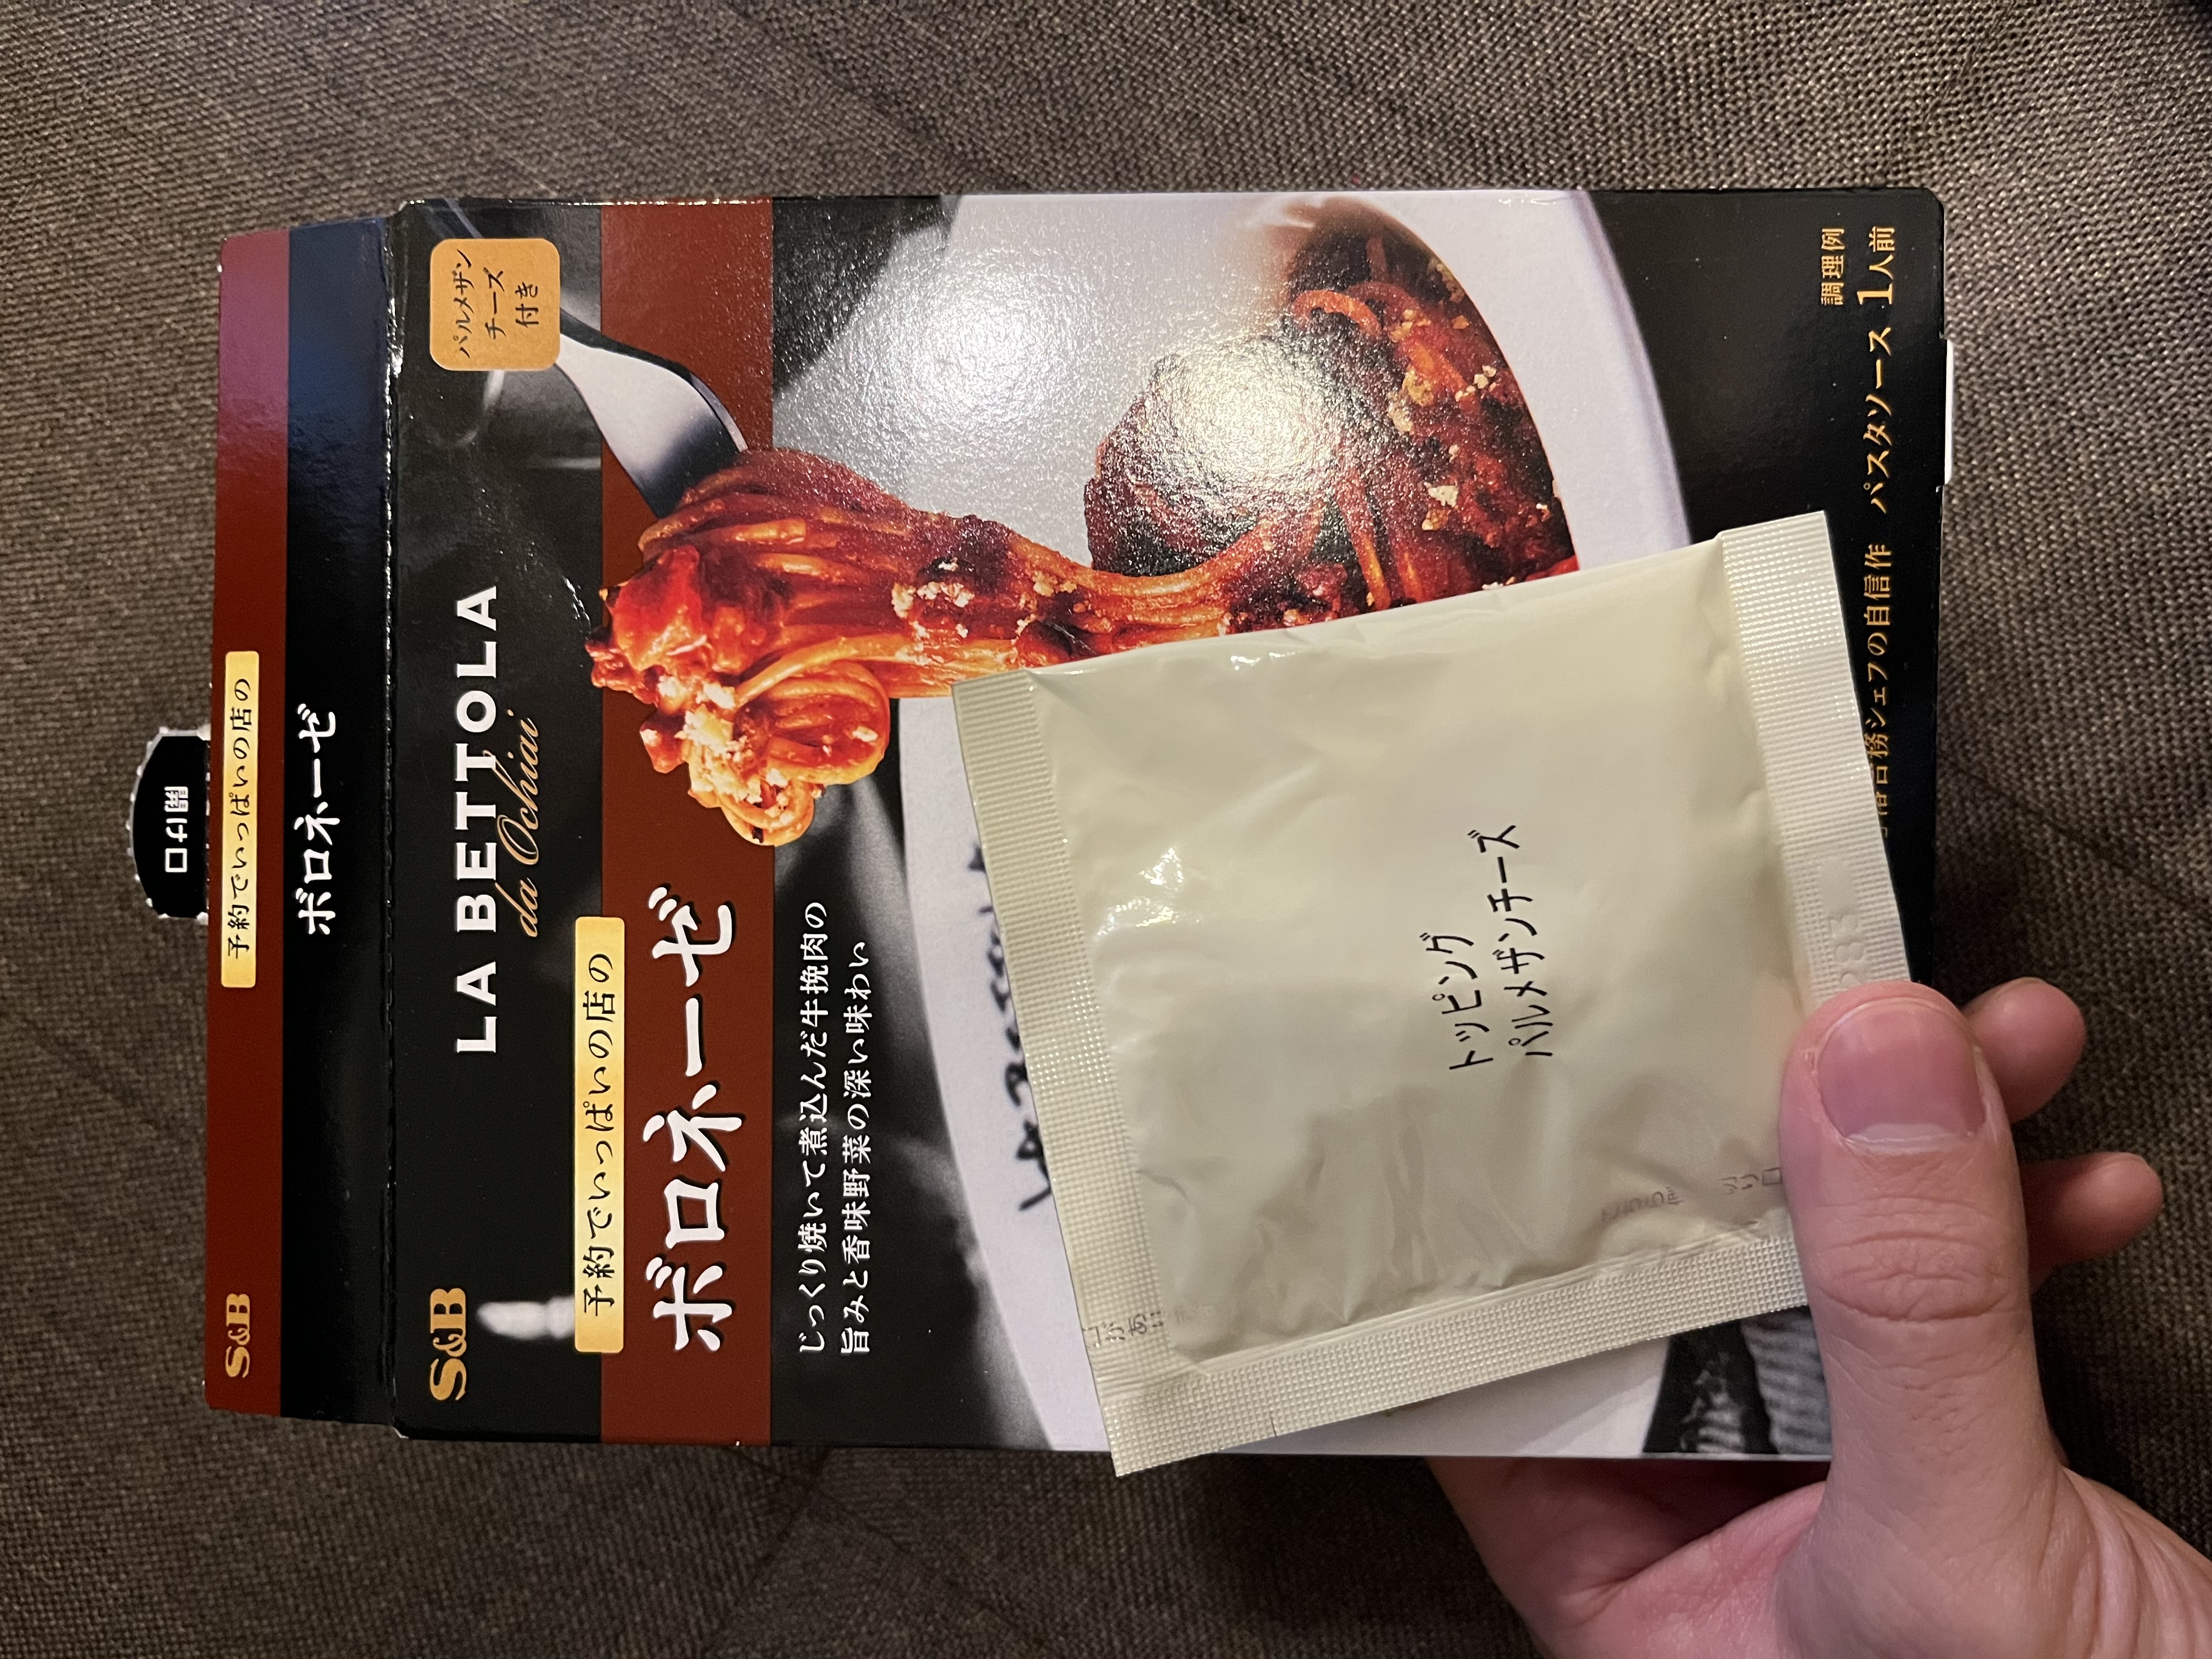 開け口
予約でいっぱいの店の
ボロネーゼ
S&B
LA BETTOLA
da Ochiai
パルメザン
チーズ
付き
S&B
予約でいっぱいの店の
ボロネーゼ
じっくり焼いて煮込んだ牛挽肉の
旨みと香味野菜の深い味わい
トッピング
パルメザンチーズ
調理例
務シェフの自信作 パスタソース 1人前